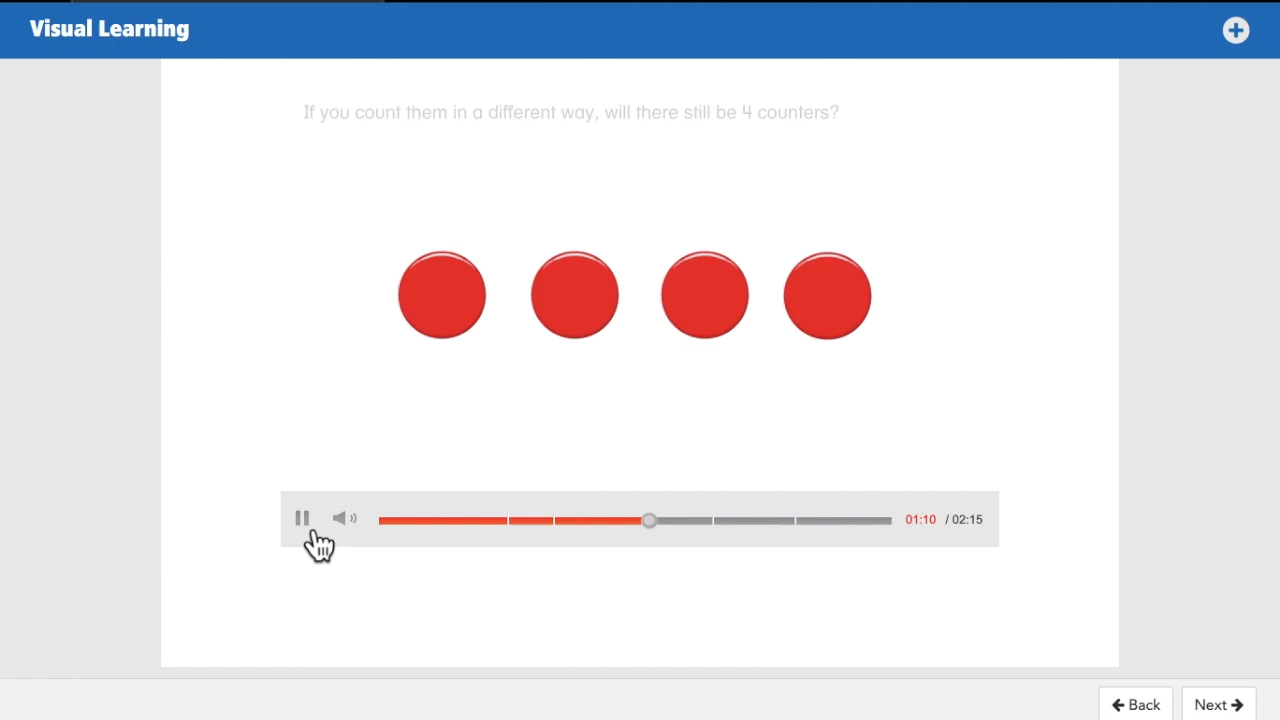 Visual Learning
If you count them in a different way, will there still be 4 counters?
01:10 / 02:15
Back
Next